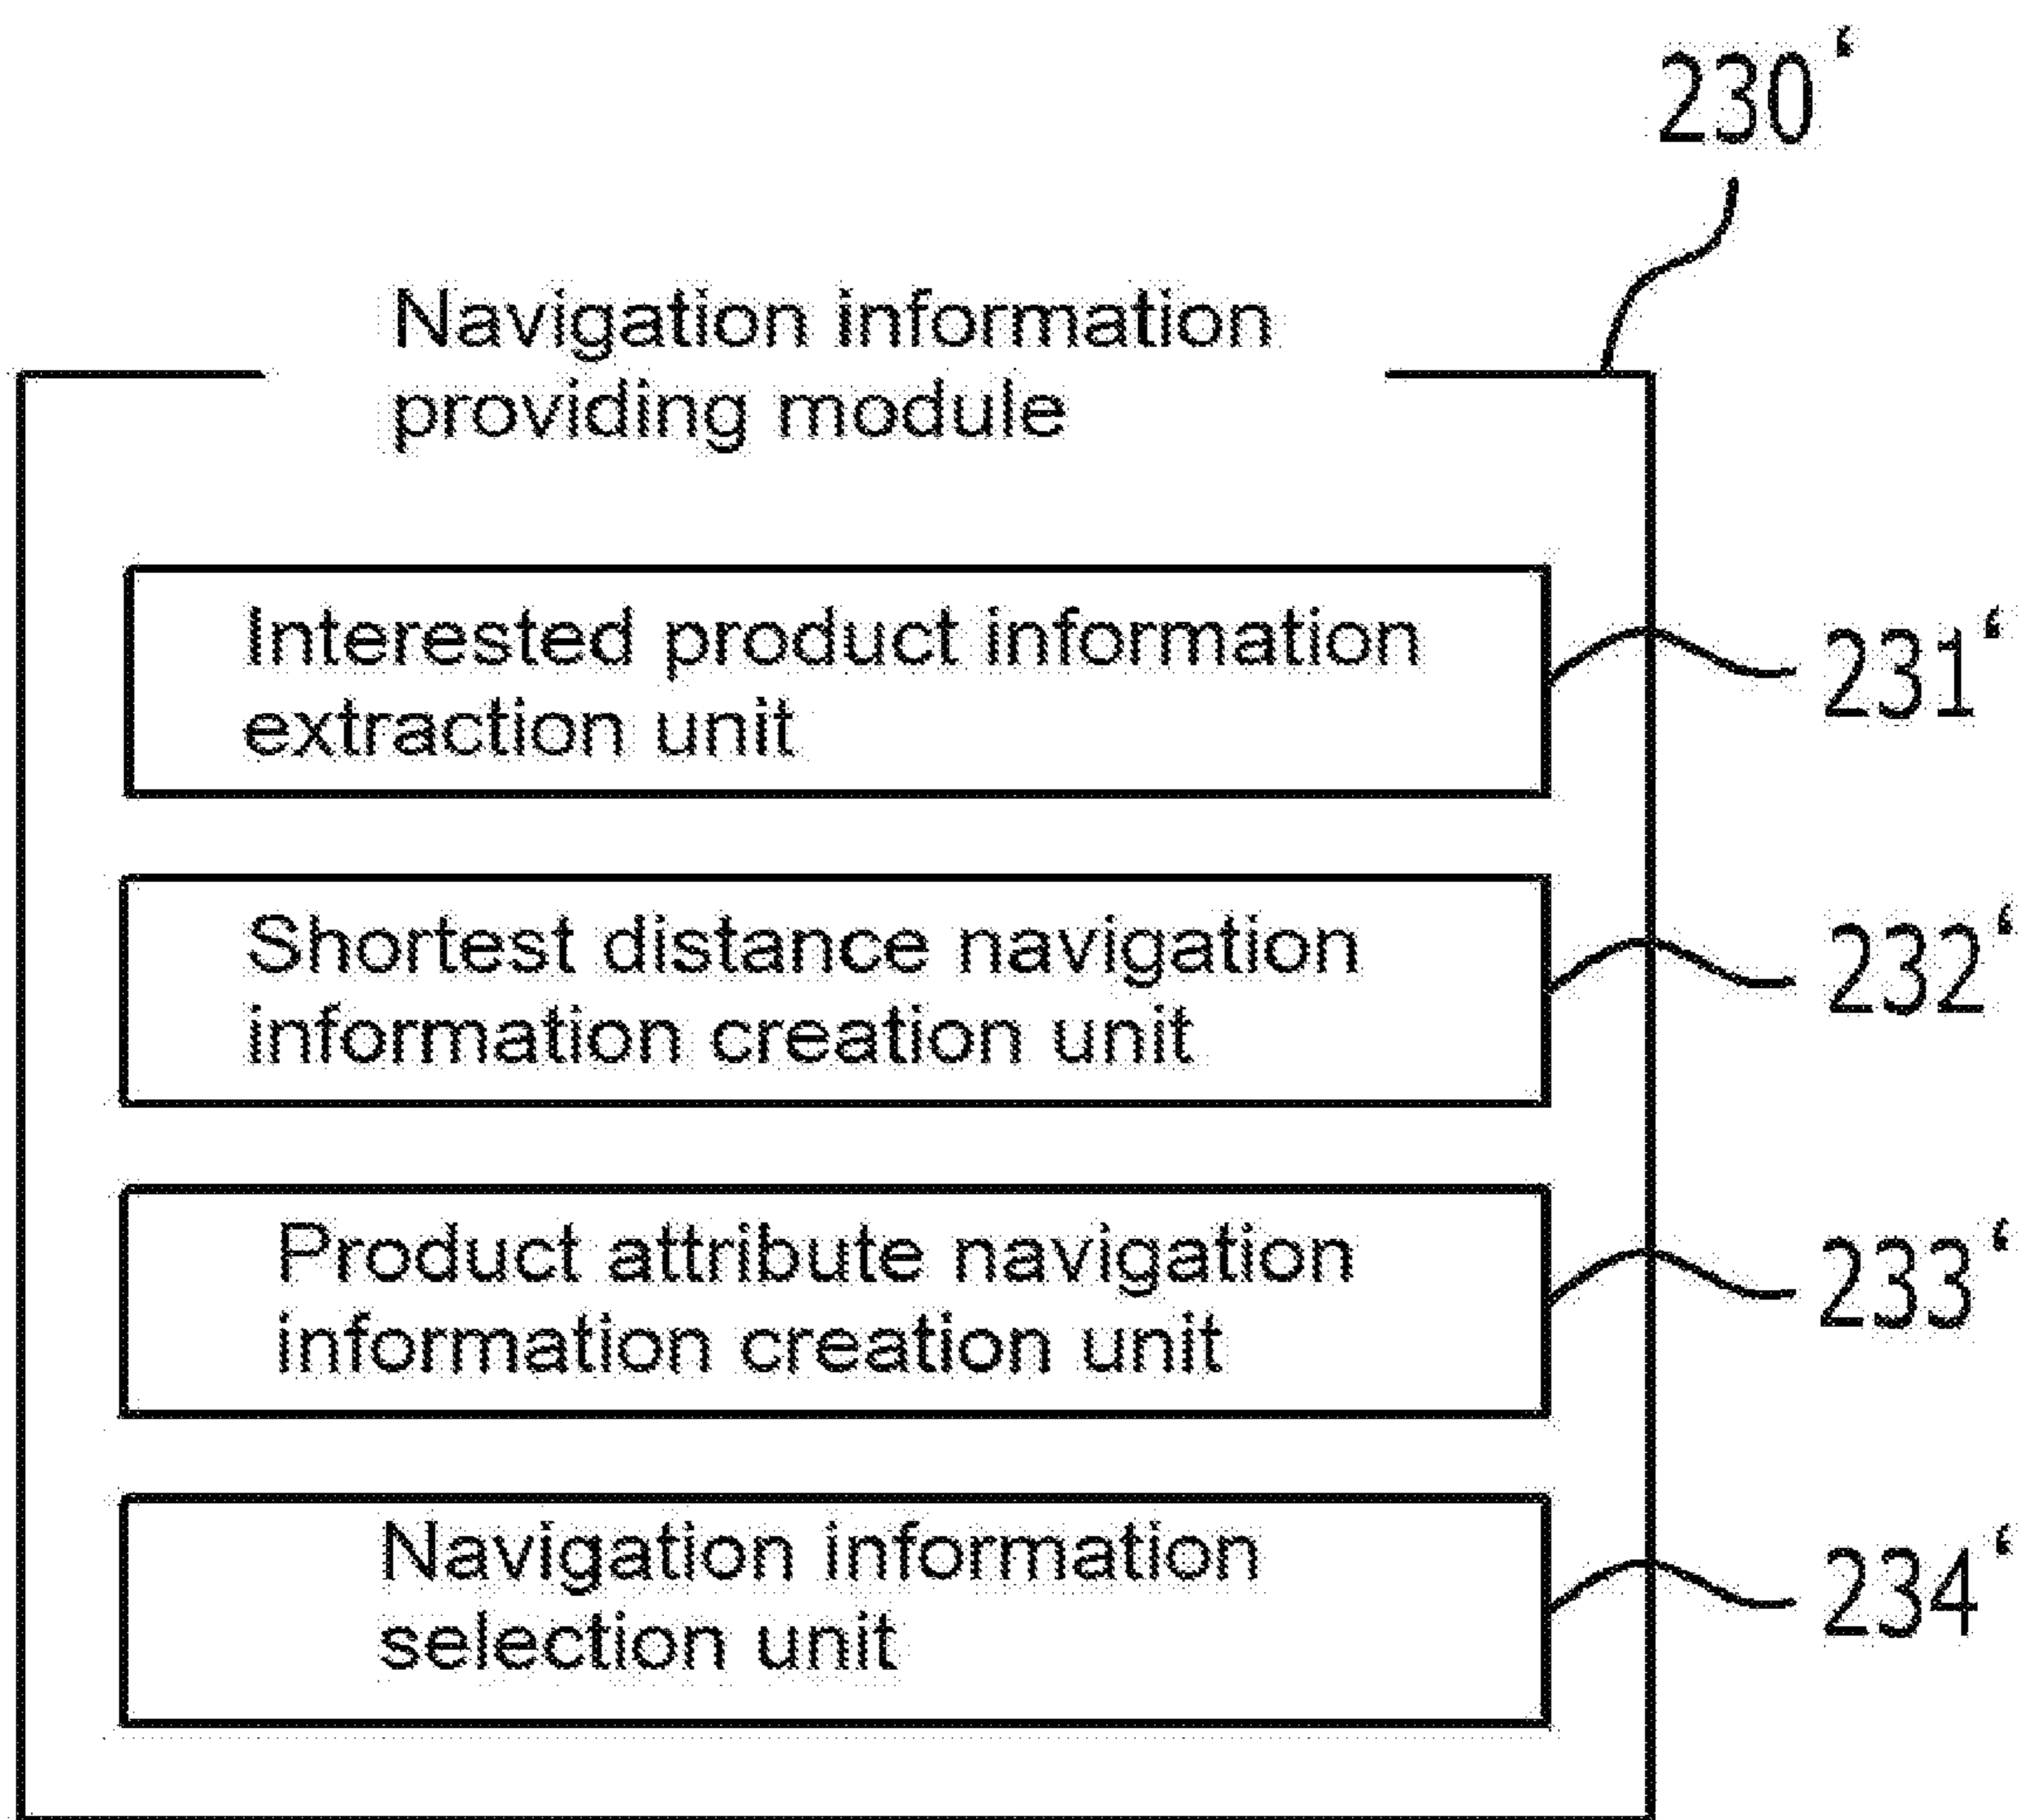 230‘
Navigation information
providing module
Interested product information
extraction unit
231‘
Shortest distance navigation
information creation unit
232‘
Product attribute navigation
information creation unit
233‘
Navigation information
selection unit
234‘